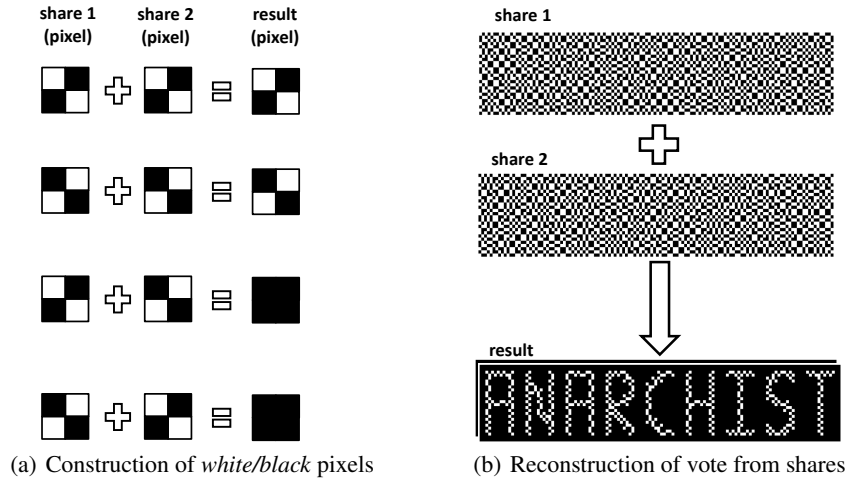 share 1 share 2 result
(pixel) (pixel) (pixel)
(a) Construction of white/black pixels
share 1
share 2
result
ANARCHIST
(b) Reconstruction of vote from shares